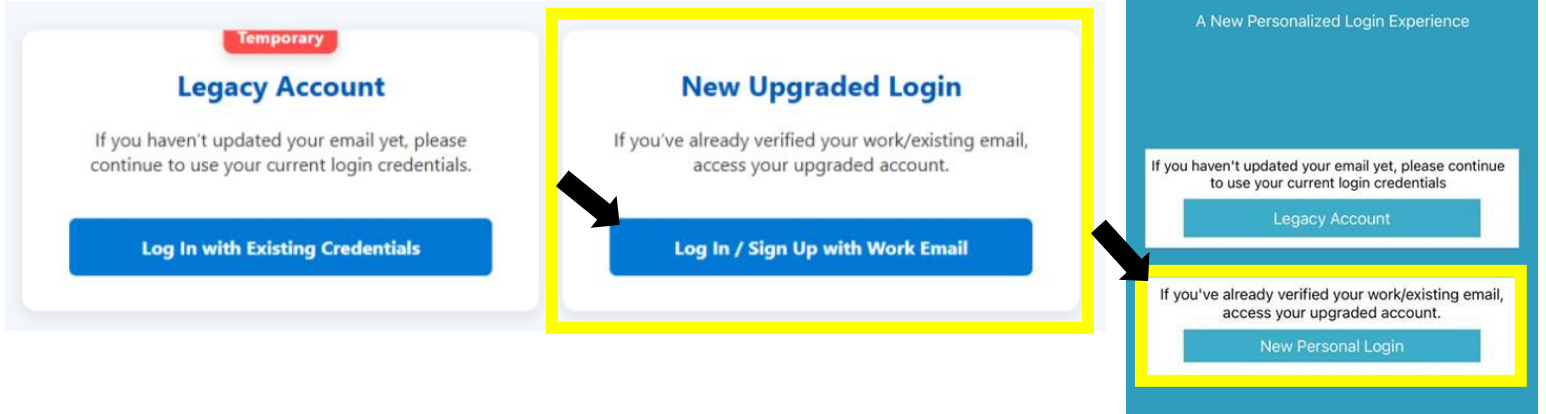 Temporary
Legacy Account
If you haven't updated your email yet, please
continue to use your current login credentials.
Log In with Existing Credentials
New Upgraded Login
If you've already verified your work/existing email,
access your upgraded account.
Log In / Sign Up with Work Email
A New Personalized Login Experience
If you haven't updated your email yet, please continue
to use your current login credentials
Legacy Account
If you've already verified your work/existing email,
access your upgraded account.
New Personal Login